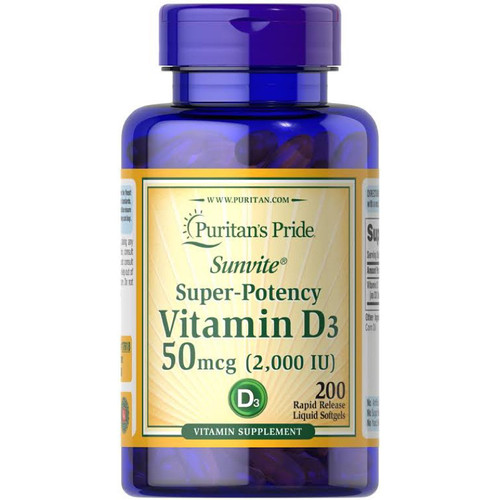 WWW.PURITAN.COM
Puritan's Pride
Sunvite®
Super-Potency
Vitamin D3
50mcg (2,000 IU)
D3
200
Rapid Release
Liquid Softgels
VITAMIN SUPPLEMENT